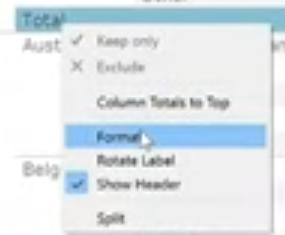 Total
Aust
Keep only
Exclude
Column Totals to Top
Format
Rotate Label
Belg
Show Header
Split